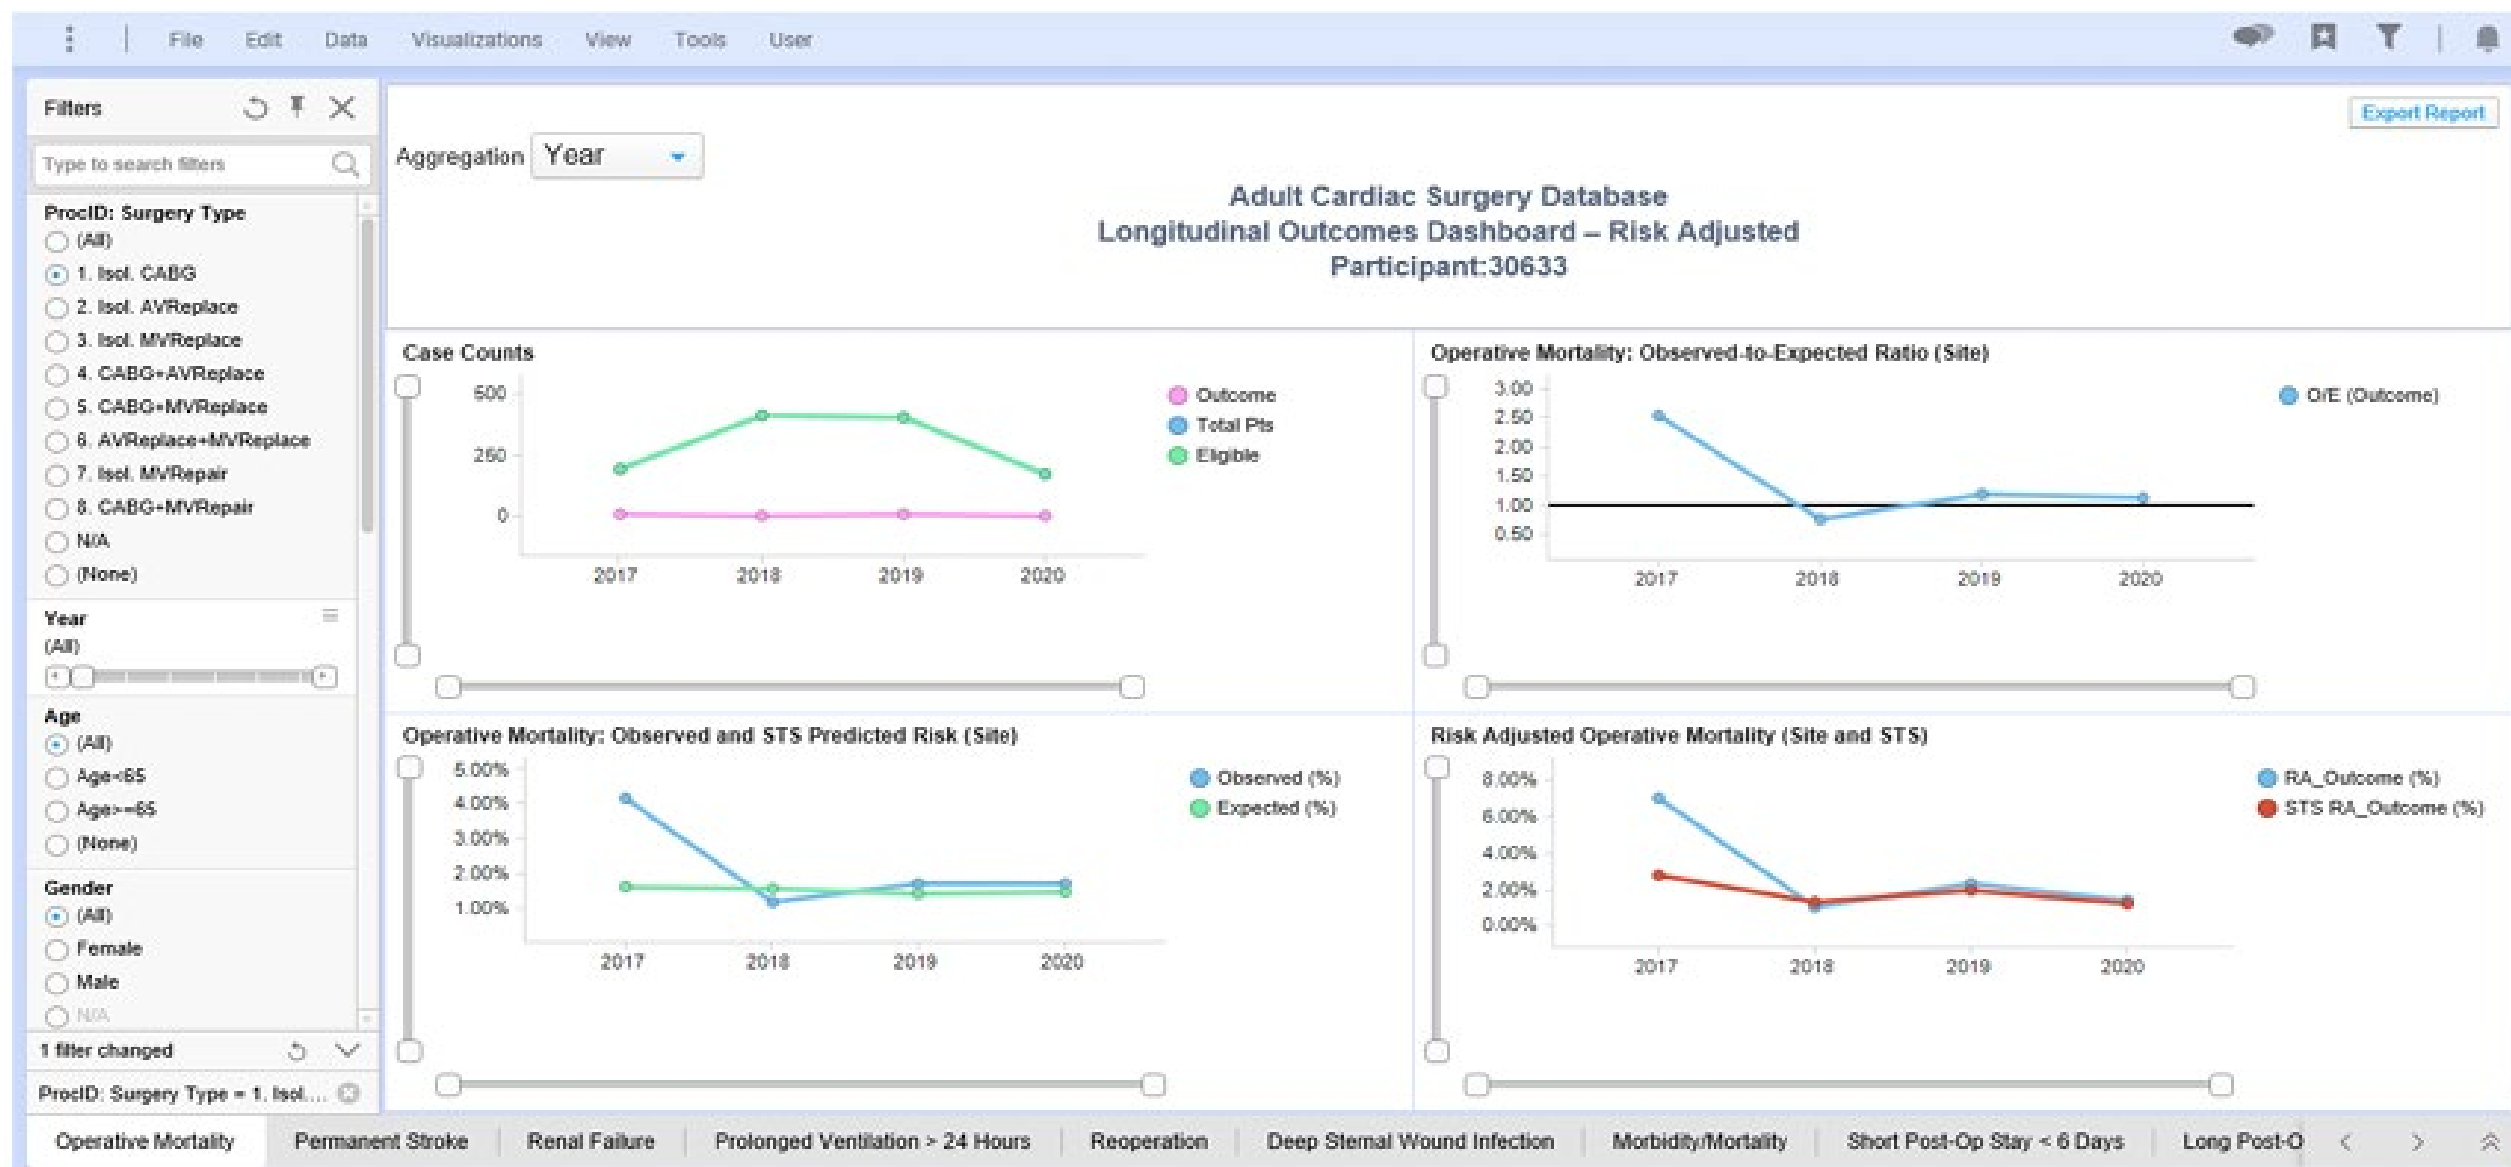 File Edit Data Visualizations View Tools User
Filters
Type to search filters
ProcID: Surgery Type
(All)
1. Isol. CABG
2. Isol. AVReplace
3. Isol. MVReplace
4. CABG+AVReplace
5. CABG+MVReplace
6. AVReplace+MVReplace
7. Isol. MVRepair
8. CABG+MVRepair
N/A
(None)
Year
(All)
Age
(All)
Age<65
Age>=65
(None)
Gender
(All)
Female
Male
N/A
1 filter changed
ProcID: Surgery Type = 1. Isol....
Export Report
Aggregation Year
Adult Cardiac Surgery Database
Longitudinal Outcomes Dashboard – Risk Adjusted
Participant:30633
Case Counts
500
250
0
2017 2018 2019 2020
Outcome
Total Pts
Eligible
Operative Mortality: Observed-to-Expected Ratio (Site)
3.00
2.50
2.00
1.50
1.00
0.50
2017 2018 2019 2020
O/E (Outcome)
Operative Mortality: Observed and STS Predicted Risk (Site)
5.00%
4.00%
3.00%
2.00%
1.00%
2017 2018 2019 2020
Observed (%)
Expected (%)
Risk Adjusted Operative Mortality (Site and STS)
8.00%
6.00%
4.00%
2.00%
0.00%
2017 2018 2019 2020
RA_Outcome (%)
STS RA_Outcome (%)
Operative Mortality Permanent Stroke Renal Failure Prolonged Ventilation > 24 Hours Reoperation Deep Sternal Wound Infection Morbidity/Mortality Short Post-Op Stay < 6 Days Long Post-O